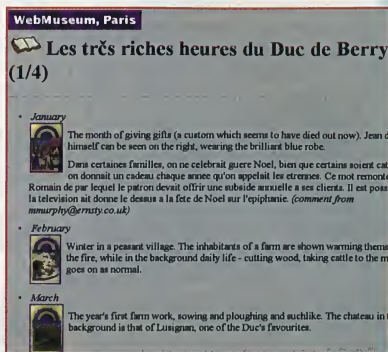 WebMuseum, Paris
Les trčs riches heures du Duc de Berry
(1/4)
• January
The month of giving gifts (a custom which seems to have died out now). Jean d
himself can be seen on the right, wearing the brilliant blue robe.
Dans certaines familles, on ne celebrait guere Noel, bien que certains soient cat
on donnait un cadeau chaque annee qu'on appelait les etrennes. Ce mot remonte
Romain de par lequel le patron devait offrir une subside annuelle a ses clients. Il est poss
la television ait donne le dessus a la fete de Noel sur l'epiphanie. (comment from
mmurphy@ernsty.co.uk)
• February
Winter in a peasant village. The inhabitants of a farm are shown warming thems
the fire, while in the background daily life - cutting wood, taking cattle to the m
goes on as normal.
• March
The year's first farm work, sowing and ploughing and suchlike. The chateau in t
background is that of Lusignan, one of the Duc's favourites.